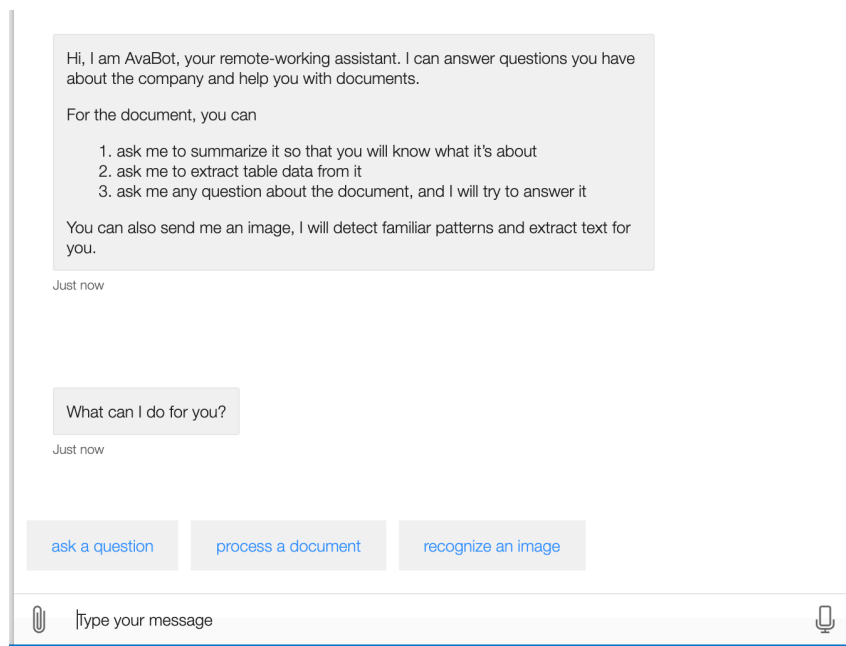 Hi, I am AvaBot, your remote-working assistant. I can answer questions you have
about the company and help you with documents.
For the document, you can
1. ask me to summarize it so that you will know what it’s about
2. ask me to extract table data from it
3. ask me any question about the document, and I will try to answer it
You can also send me an image, I will detect familiar patterns and extract text for
you.
Just now
What can I do for you?
Just now
ask a question process a document recognize an image
Type your message